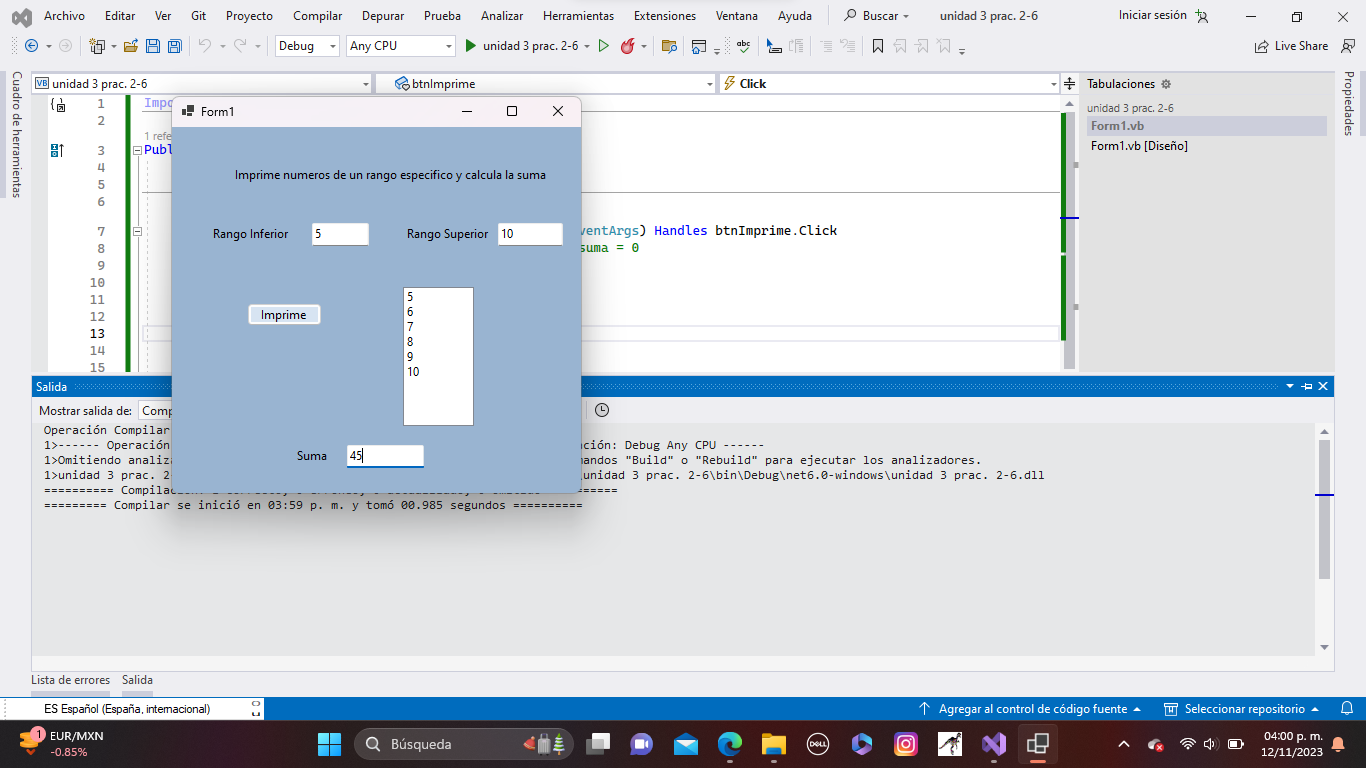 Archivo Editar Ver Git Proyecto Compilar Depurar Prueba Analizar Herramientas Extensiones Ventana Ayuda Buscar unidad 3 prac. 2-6 Iniciar sesión
Debug Any CPU unidad 3 prac. 2-6 Live Share
Cuadro de herramientas
VB unidad 3 prac. 2-6 btnImprime Click
Tabulaciones
Propiedades
unidad 3 prac. 2-6
Form1.vb
Form1.vb [Diseño]
1 Impo
2
1 refe
3 Publ
4
5
6
7 ventArgs) Handles btnImprime.Click
8 suma = 0
9
10
11
12
13
14
15
Form1
Imprime numeros de un rango especifico y calcula la suma
Rango Inferior 5 Rango Superior 10
Imprime
5
6
7
8
9
10
Suma 45
Salida
Mostrar salida de: Comp
Operación Compilar
1>------ Operación ción: Debug Any CPU ------
1>Omitiendo analiza mandos "Build" o "Rebuild" para ejecutar los analizadores.
1>unidad 3 prac. 2- \unidad 3 prac. 2-6\bin\Debug\net6.0-windows\unidad 3 prac. 2-6.dll
========= Compilar se inició en 03:59 p. m. y tomó 00.985 segundos ==========
Lista de errores Salida
ES Español (España, internacional)
Agregar al control de código fuente Seleccionar repositorio
1 EUR/MXN
-0.85%
Búsqueda
DELL
04:00 p. m.
12/11/2023